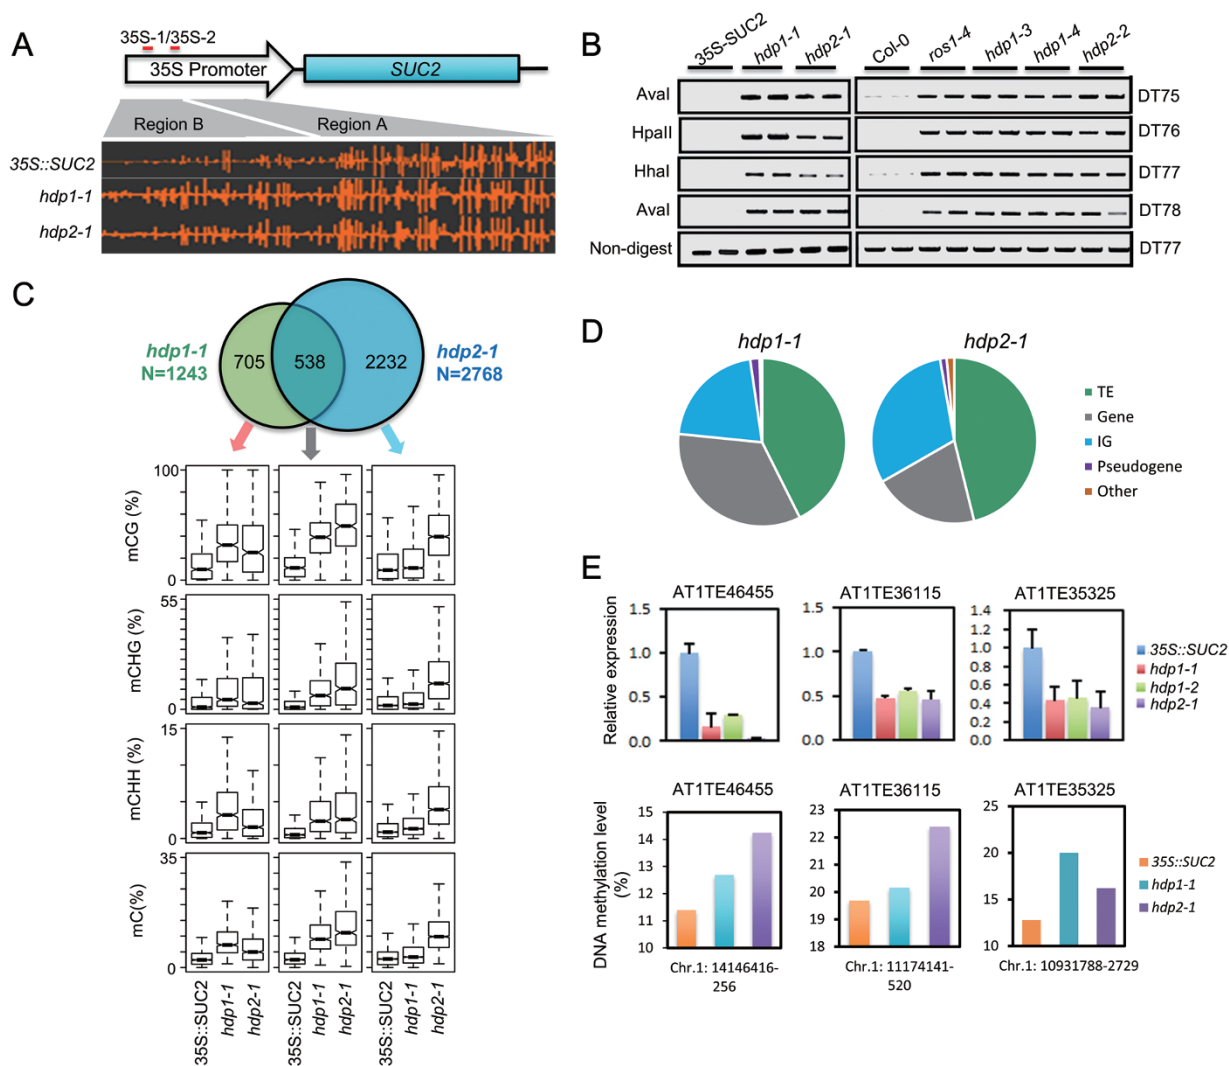 A
35S-1/35S-2
35S Promoter
SUC2
Region B
Region A
35S::SUC2
hdp1-1
hdp2-1
B
35S-SUC2
hdp1-1
hdp2-1
Col-0
ros1-4
hdp1-3
hdp1-4
hdp2-2
AvaI
DT75
HpaII
DT76
HhaI
DT77
AvaI
DT78
Non-digest
DT77
C
hdp1-1
N=1243
705
538
2232
hdp2-1
N=2768
100
mCG (%)
0
55
mCHG (%)
0
15
mCHH (%)
0
35
mC(%)
0
35S::SUC2
hdp1-1
hdp2-1
35S::SUC2
hdp1-1
hdp2-1
35S::SUC2
hdp1-1
hdp2-1
D
hdp1-1
hdp2-1
TE
Gene
IG
Pseudogene
Other
E
Relative expression
AT1TE46455
1.5
1.0
0.5
0.0
AT1TE36115
1.5
1.0
0.5
0.0
AT1TE35325
1.4
1.2
1.0
0.8
0.6
0.4
0.2
0.0
35S::SUC2
hdp1-1
hdp1-2
hdp2-1
DNA methylation level
(%)
AT1TE46455
15
14
13
12
11
10
Chr.1: 14146416-
256
AT1TE36115
23
22
21
20
19
18
Chr.1: 11174141-
520
AT1TE35325
25
20
15
10
Chr.1: 10931788-2729
35S::SUC2
hdp1-1
hdp2-1